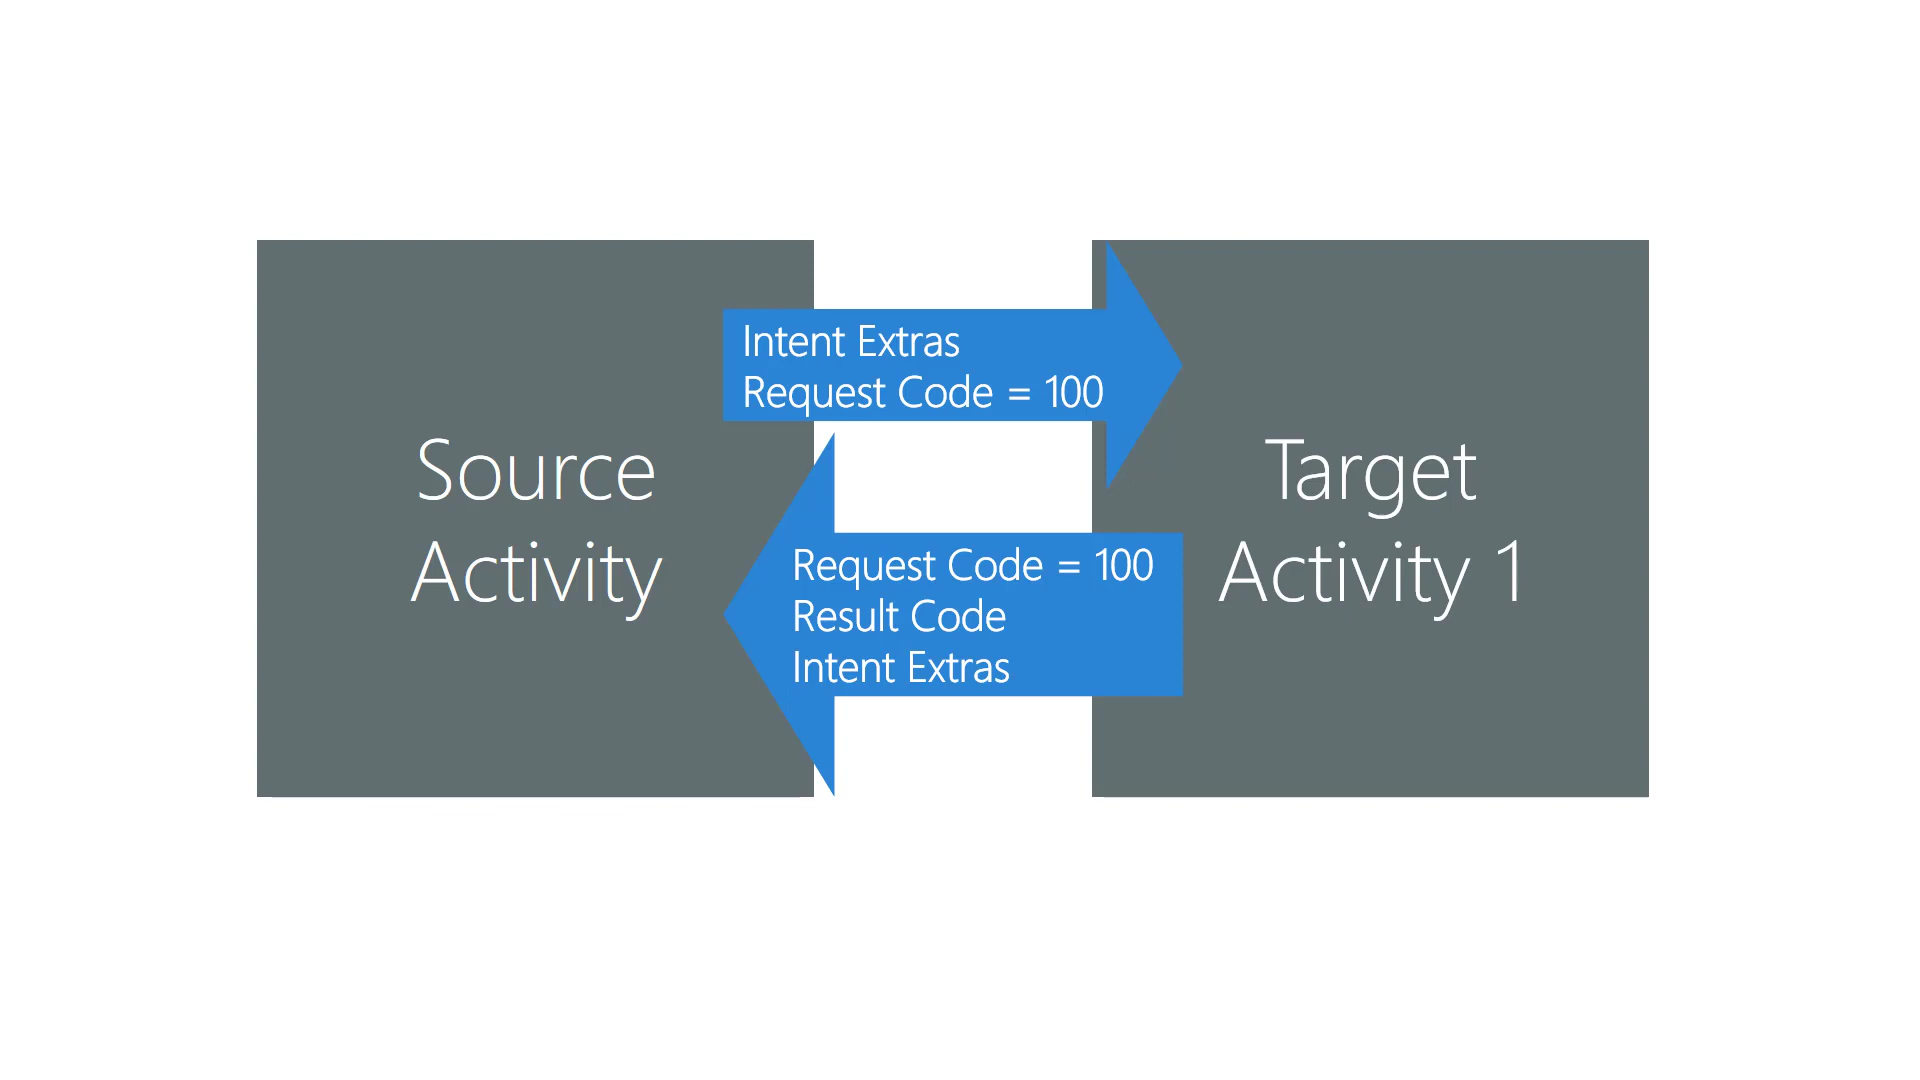 Source
Activity
Intent Extras
Request Code = 100
Request Code = 100
Result Code
Intent Extras
Target
Activity 1